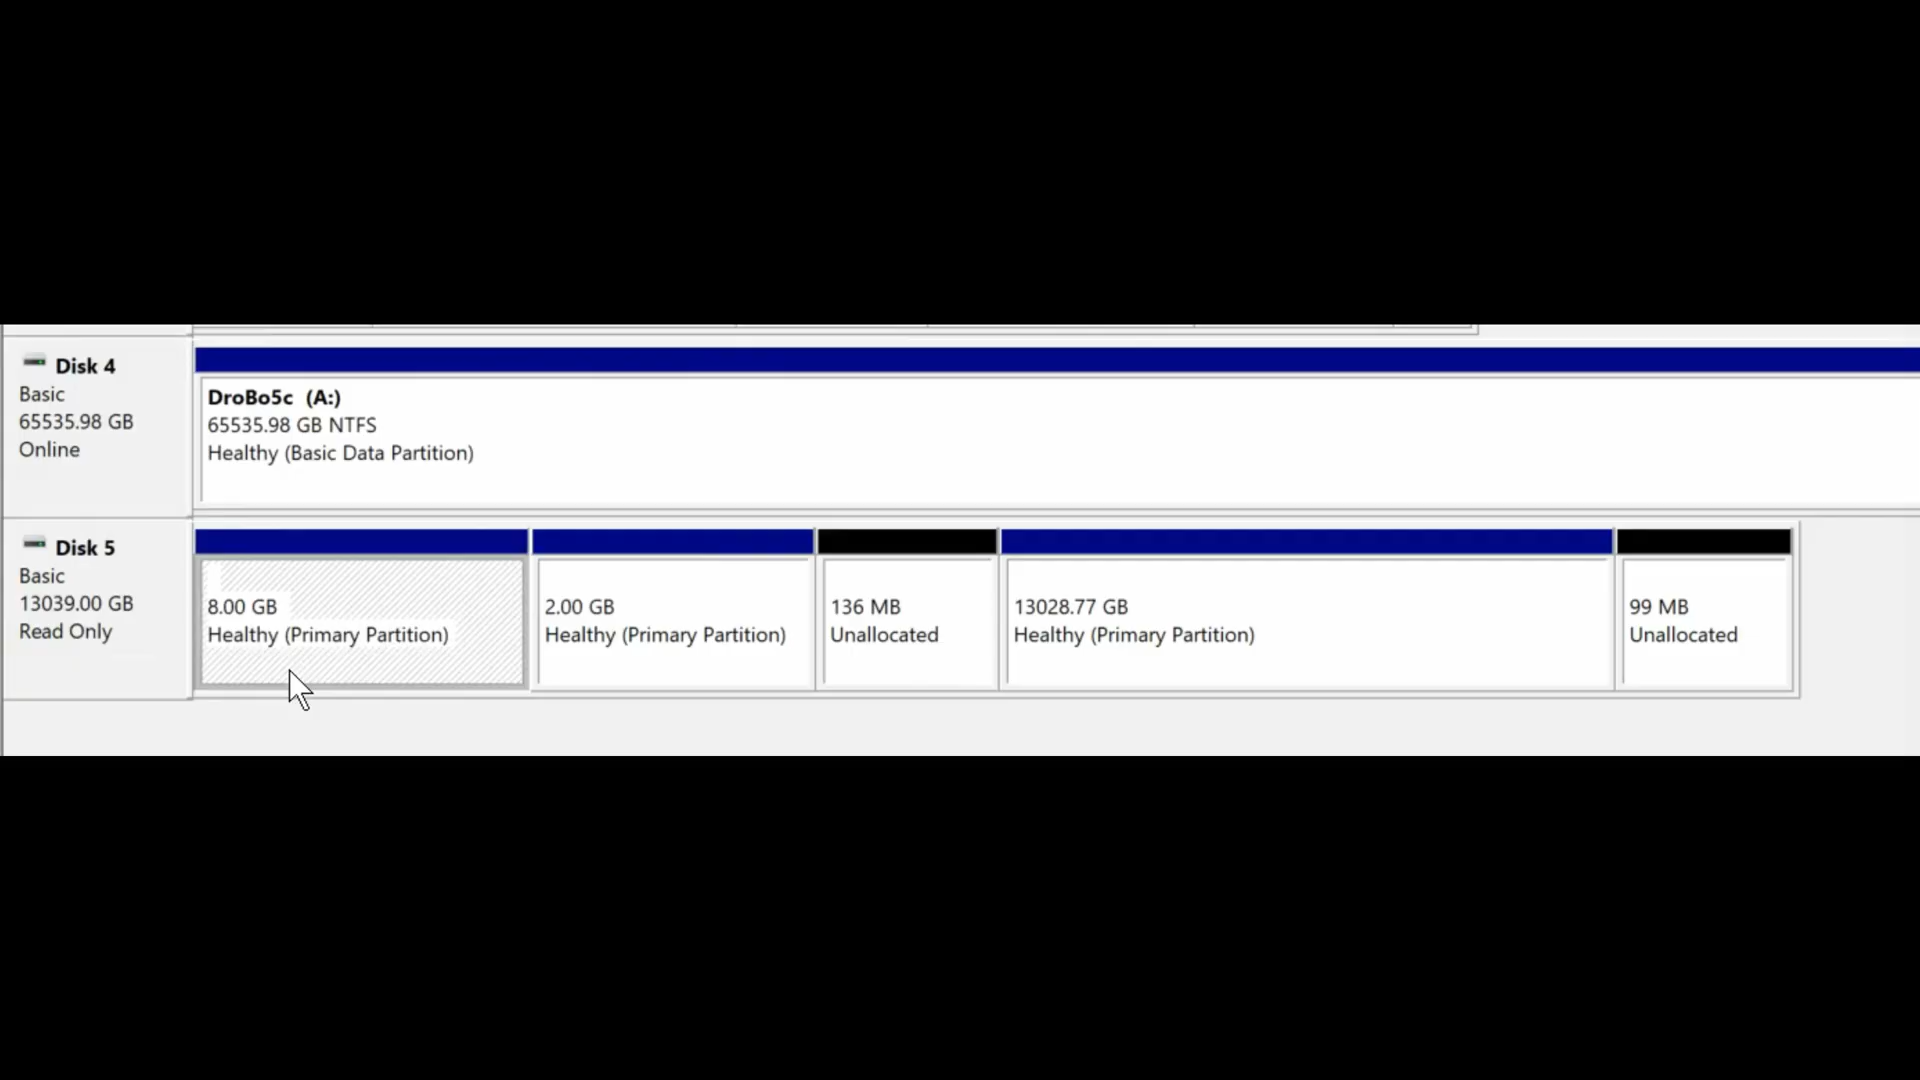 Disk 4
Basic
65535.98 GB
Online
DroBo5c (A:)
65535.98 GB NTFS
Healthy (Basic Data Partition)
Disk 5
Basic
13039.00 GB
Read Only
8.00 GB
Healthy (Primary Partition)
2.00 GB
Healthy (Primary Partition)
136 MB
Unallocated
13028.77 GB
Healthy (Primary Partition)
99 MB
Unallocated